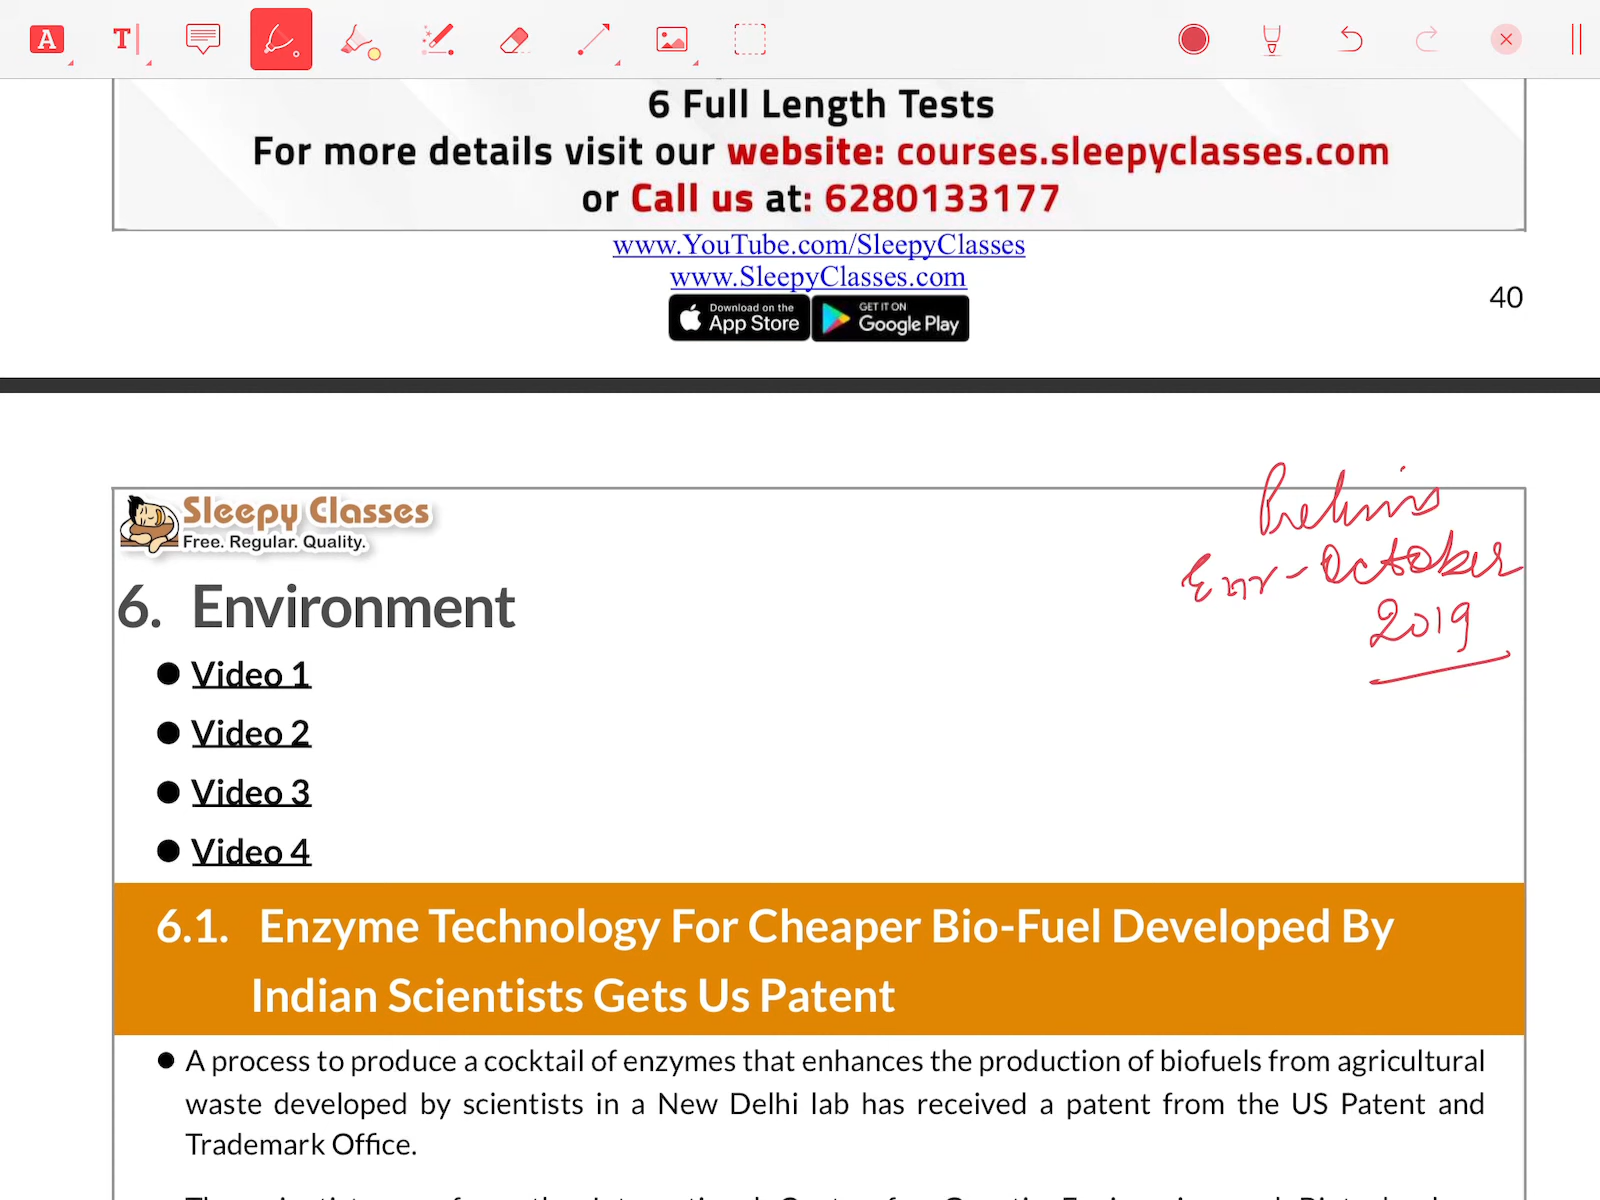 A T
6 Full Length Tests
For more details visit our website: courses.sleepyclasses.com
or Call us at: 6280133177
www.YouTube.com/SleepyClasses
www.SleepyClasses.com
Download on the App Store GET IT ON Google Play
40
Sleepy Classes
Free. Regular. Quality.
Prelims
Env - October
2019
6. Environment
● Video 1
● Video 2
● Video 3
● Video 4
6.1. Enzyme Technology For Cheaper Bio-Fuel Developed By
Indian Scientists Gets Us Patent
● A process to produce a cocktail of enzymes that enhances the production of biofuels from agricultural
waste developed by scientists in a New Delhi lab has received a patent from the US Patent and
Trademark Office.